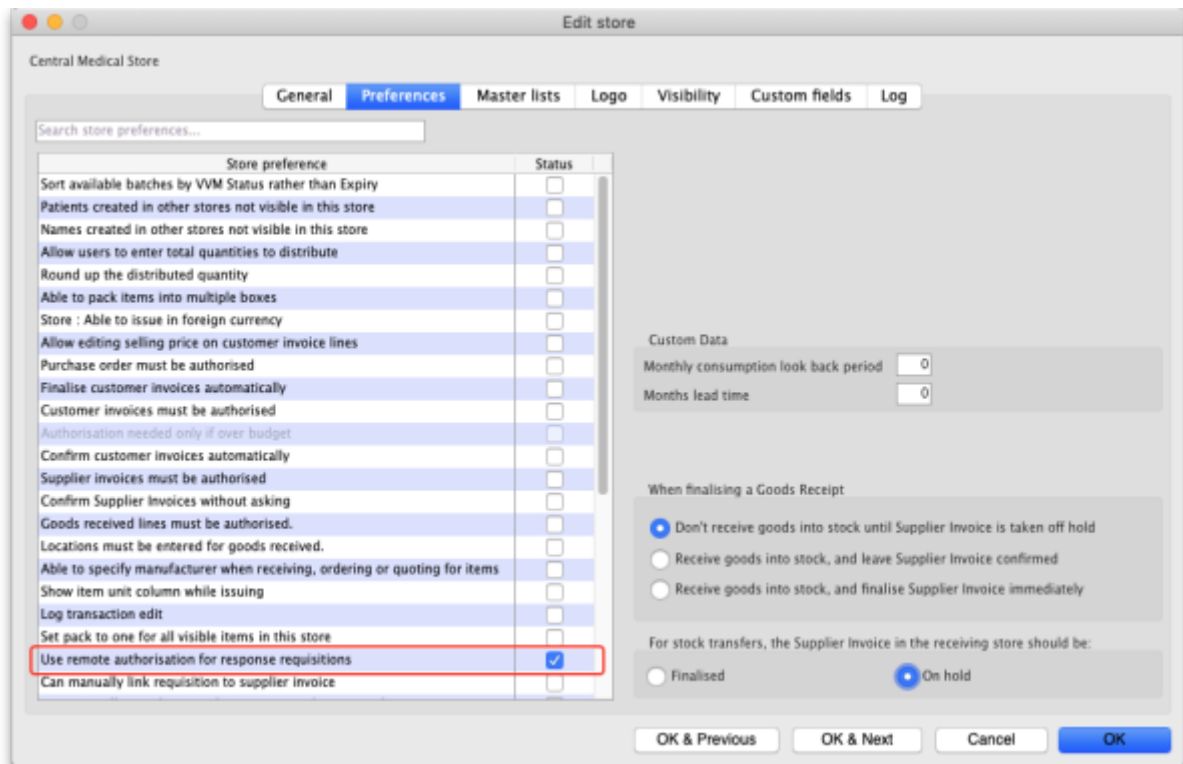 Edit store
Central Medical Store
General Preferences Master lists Logo Visibility Custom fields Log
Search store preferences...
Store preference Status
Sort available batches by VVM Status rather than Expiry
Patients created in other stores not visible in this store
Names created in other stores not visible in this store
Allow users to enter total quantities to distribute
Round up the distributed quantity
Able to pack items into multiple boxes
Store : Able to issue in foreign currency
Allow editing selling price on customer invoice lines
Purchase order must be authorised
Finalise customer invoices automatically
Customer invoices must be authorised
Authorisation needed only if over budget
Confirm customer invoices automatically
Supplier invoices must be authorised
Confirm Supplier Invoices without asking
Goods received lines must be authorised.
Locations must be entered for goods received.
Able to specify manufacturer when receiving, ordering or quoting for items
Show item unit column while issuing
Log transaction edit
Set pack to one for all visible items in this store
Use remote authorisation for response requisitions
Can manually link requisition to supplier invoice
Custom Data
Monthly consumption look back period 0
Months lead time 0
When finalising a Goods Receipt
Don't receive goods into stock until Supplier Invoice is taken off hold
Receive goods into stock, and leave Supplier Invoice confirmed
Receive goods into stock, and finalise Supplier Invoice immediately
For stock transfers, the Supplier Invoice in the receiving store should be:
Finalised On hold
OK & Previous OK & Next Cancel OK